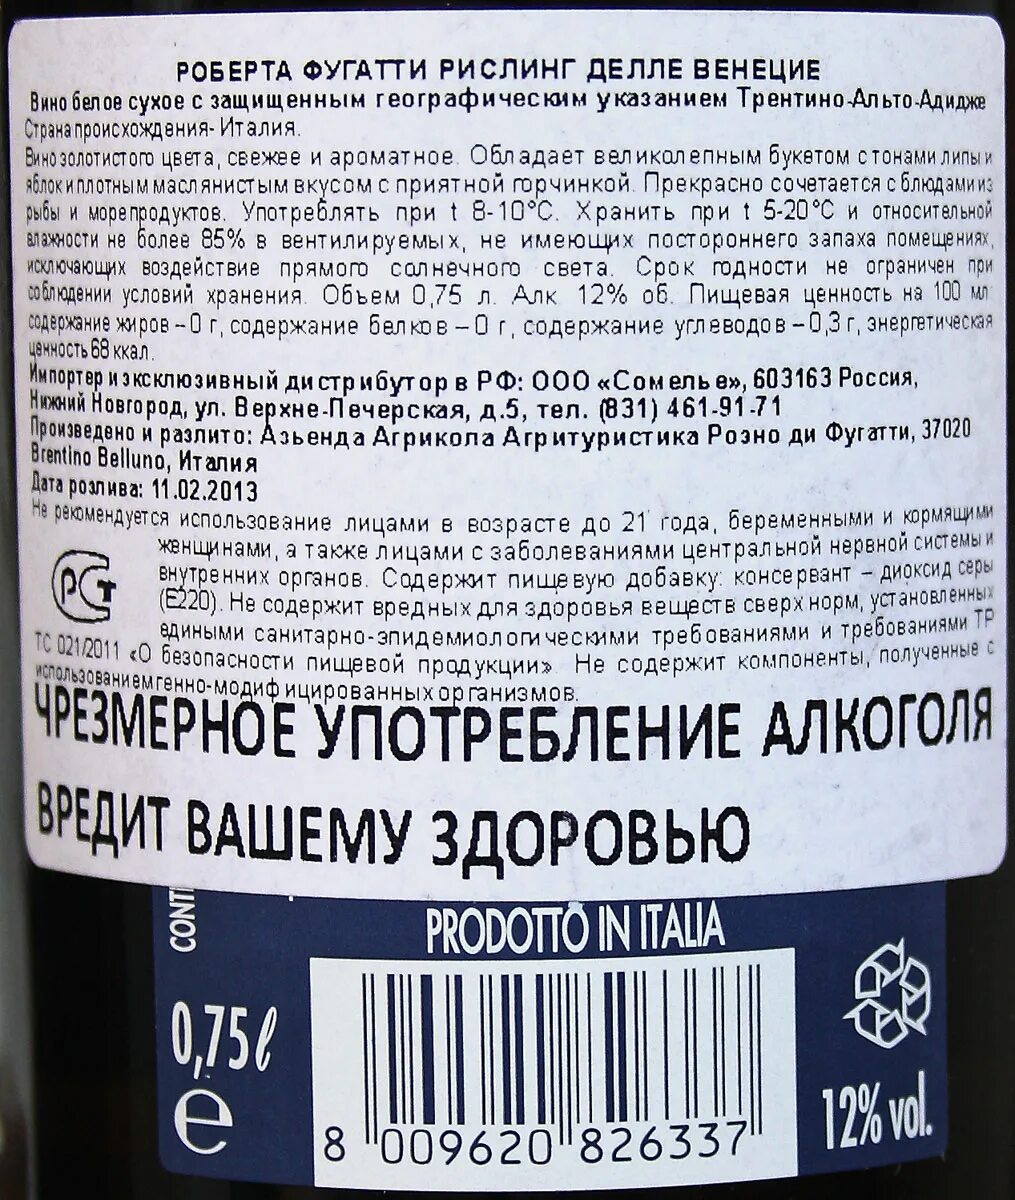 РОБЕРТА ФУГАТТИ РИСЛИНГ ДЕЛЛЕ ВЕНЕЦИЕ
Вино белое сухое с защищенным географическим указанием Трентино-Альто-Адидже
Страна происхождения- Италия.
Вино золотистого цвета, свежее и ароматное. Обладает великолепным букетом с тонами липы и
яблок и плотным маслянистым вкусом с приятной горчинкой. Прекрасно сочетается с блюдами из
рыбы и морепродуктов. Употреблять при t 8-10°С. Хранить при t 5-20°С и относительной
влажности не более 85% в вентилируемых, не имеющих постороннего запаха помещениях,
исключающих воздействие прямого солнечного света. Срок годности не ограничен при
соблюдении условий хранения. Объем 0,75 л. Алк 12% об. Пищевая ценность на 100 мл:
содержание жиров – 0 г, содержание белков – 0 г, содержание углеводов – 0,3 г, энергетическая
ценность 68 ккал.
Импортер и эксклюзивный дистрибутор в РФ: ООО «Сомелье», 603163 Россия,
Нижний Новгород, ул. Верхне-Печерская, д.5, тел. (831) 461-91-71
Произведено и разлито: Азьенда Агрикола Агритуристика Розно ди Фугатти, 37020
Brentino Belluno, Италия
Дата розлива: 11.02.2013
Не рекомендуется использование лицами в возрасте до 21 года, беременными и кормящими
женщинами, а также лицами с заболеваниями центральной нервной системы и
внутренних органов. Содержит пищевую добавку: консервант – диоксид серы
(Е220). Не содержит вредных для здоровья веществ сверх норм, установленных
едиными санитарно-эпидемиологическими требованиями и требованиями ТР
ТС 021/2011 «О безопасности пищевой продукции». Не содержит компоненты, полученные с
использованием генно-модифицированных организмов.
РСТ
ЧРЕЗМЕРНОЕ УПОТРЕБЛЕНИЕ АЛКОГОЛЯ
ВРЕДИТ ВАШЕМУ ЗДОРОВЬЮ
CONT
PRODOTTO IN ITALIA
0,75 ℓ
e
12% vol.
8 009620 826337